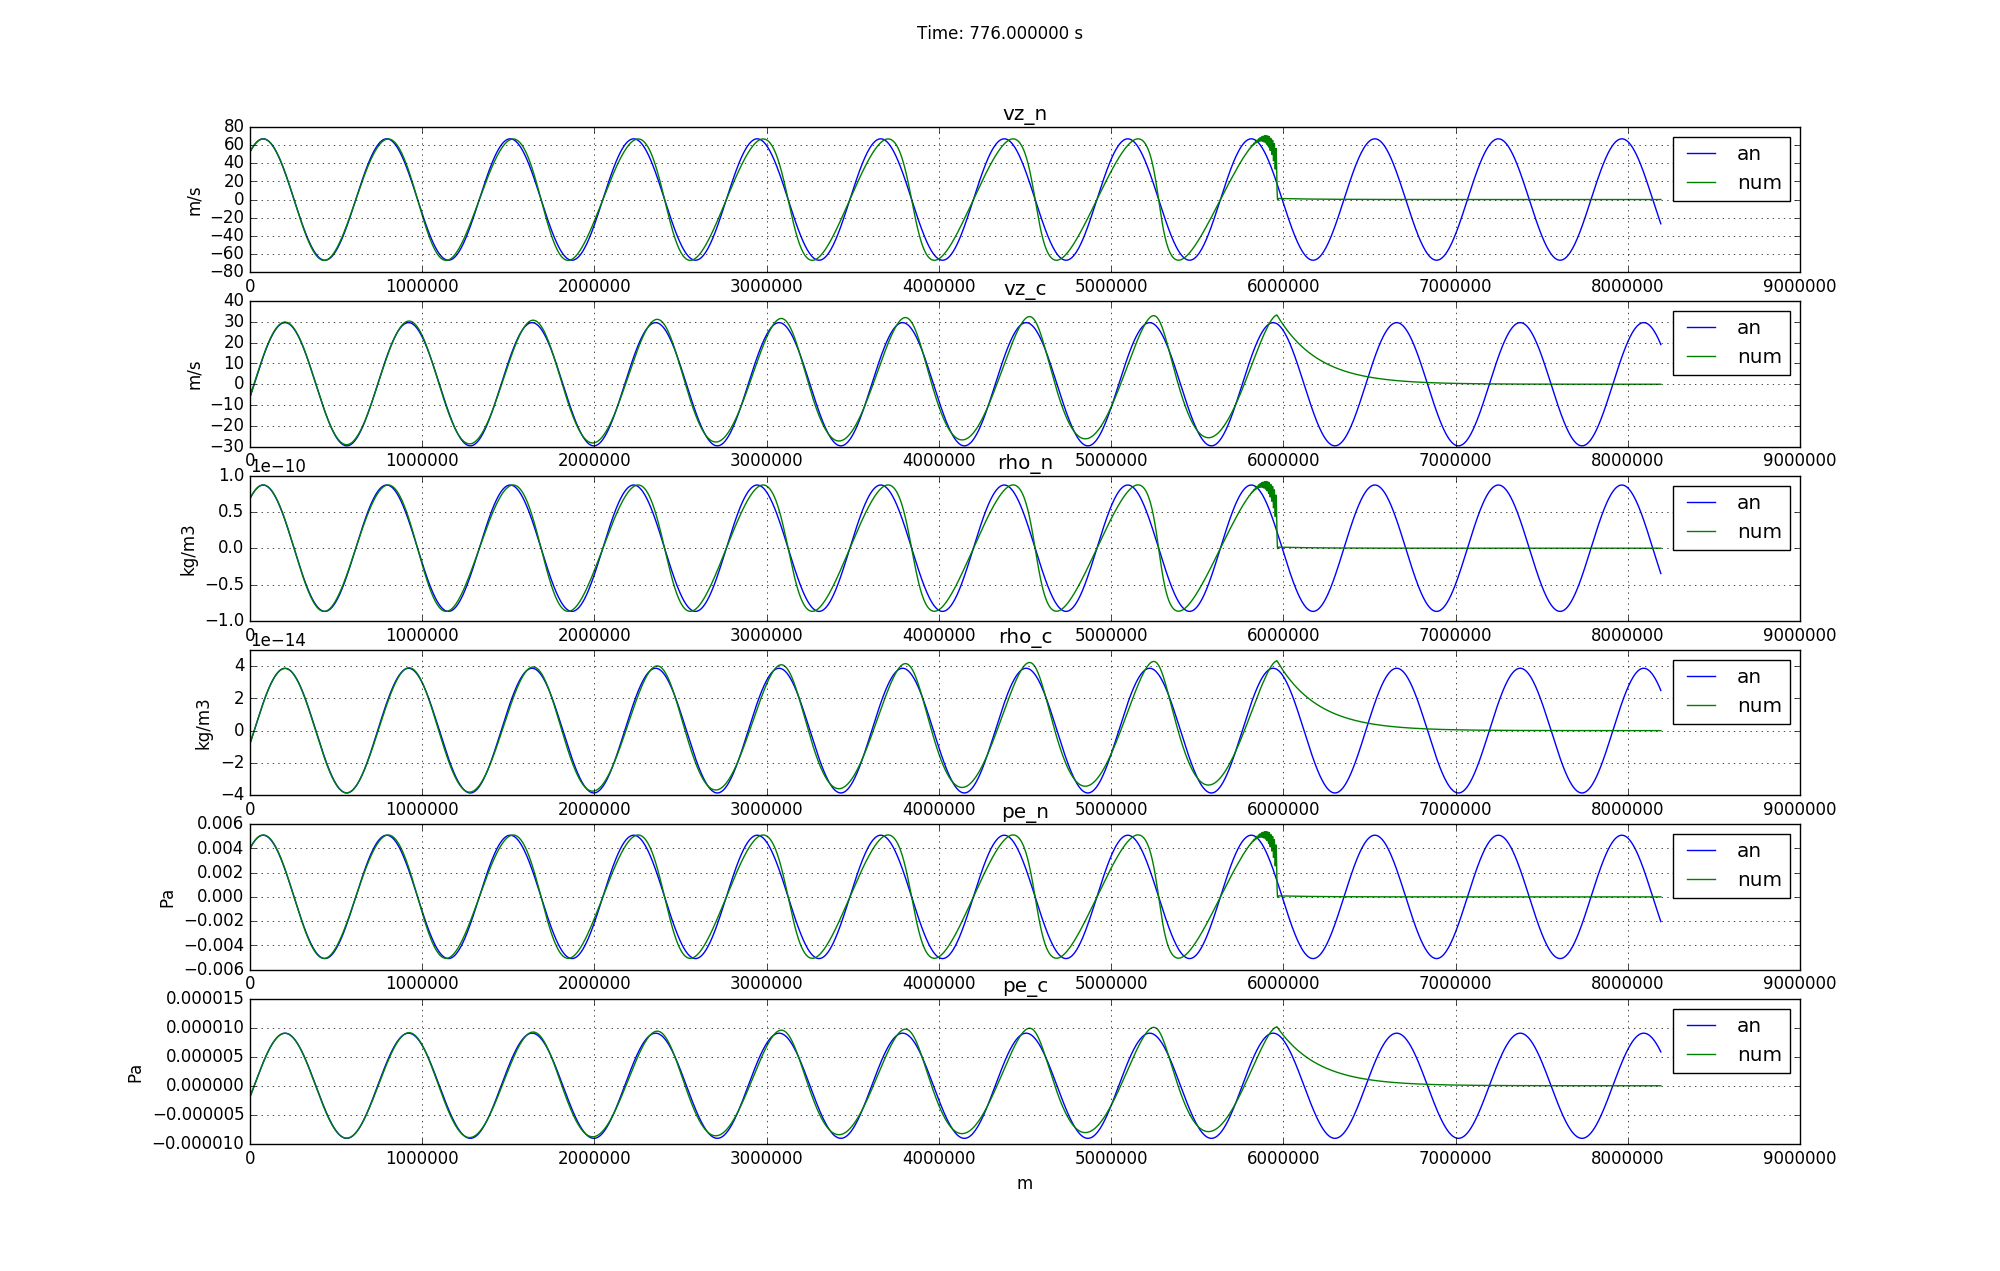 Time: 776.000000 s
vz_n
80
60
40
20
0
−20
−40
−60
−80
m/s
an
num
0 1000000 2000000 3000000 4000000 5000000 6000000 7000000 8000000 9000000
vz_c
40
30
20
10
0
−10
−20
−30
m/s
an
num
0 1000000 2000000 3000000 4000000 5000000 6000000 7000000 8000000 9000000
1e−10
rho_n
1.0
0.5
0.0
−0.5
−1.0
kg/m3
an
num
0 1000000 2000000 3000000 4000000 5000000 6000000 7000000 8000000 9000000
1e−14
rho_c
4
2
0
−2
−4
kg/m3
an
num
0 1000000 2000000 3000000 4000000 5000000 6000000 7000000 8000000 9000000
pe_n
0.006
0.004
0.002
0.000
−0.002
−0.004
−0.006
Pa
an
num
0 1000000 2000000 3000000 4000000 5000000 6000000 7000000 8000000 9000000
pe_c
0.000015
0.000010
0.000005
0.000000
−0.000005
−0.000010
Pa
an
num
0 1000000 2000000 3000000 4000000 5000000 6000000 7000000 8000000 9000000
m